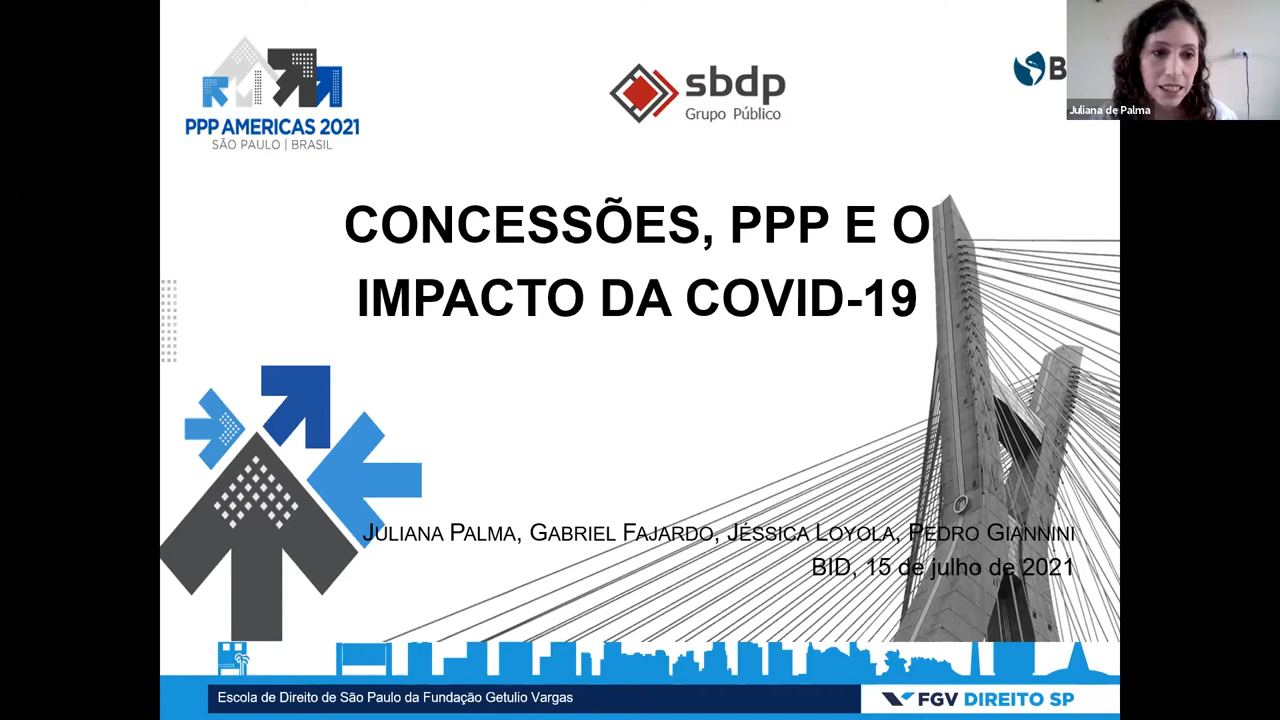 PPP AMERICAS 2021
SÃO PAULO | BRASIL
sbdp
Grupo Público
B
Juliana de Palma
CONCESSÕES, PPP E O
IMPACTO DA COVID-19
JULIANA PALMA, GABRIEL FAJARDO, JÉSSICA LOYOLA, PEDRO GIANNINI
BID, 15 de julho de 2021
Escola de Direito de São Paulo da Fundação Getulio Vargas
FGV DIREITO SP